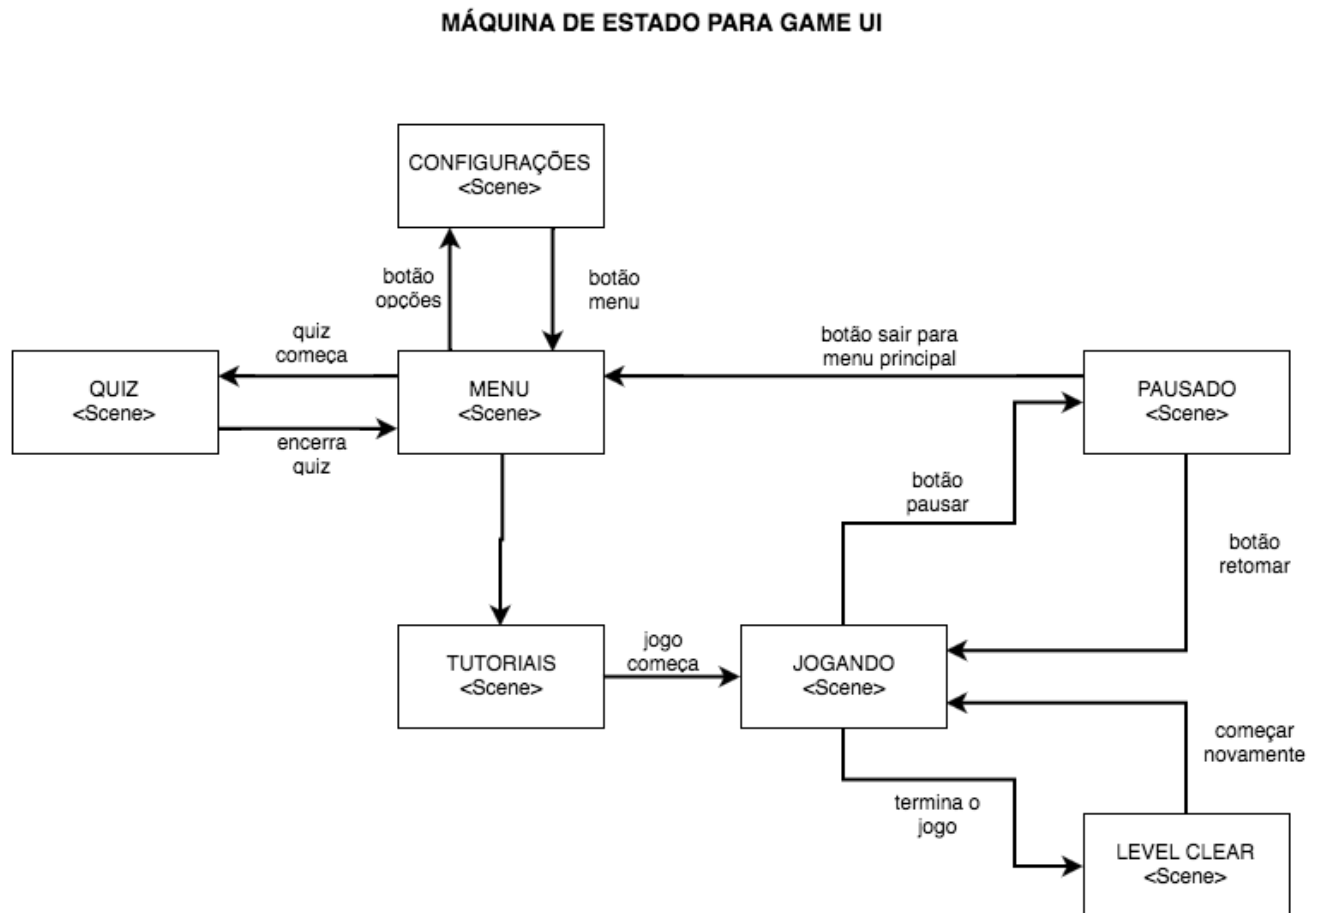 MÁQUINA DE ESTADO PARA GAME UI
CONFIGURAÇÕES
<Scene>
botão
opções
botão
menu
quiz
começa
botão sair para
menu principal
QUIZ
<Scene>
MENU
<Scene>
PAUSADO
<Scene>
encerra
quiz
botão
pausar
botão
retomar
TUTORIAIS
<Scene>
jogo
começa
JOGANDO
<Scene>
começar
novamente
termina o
jogo
LEVEL CLEAR
<Scene>